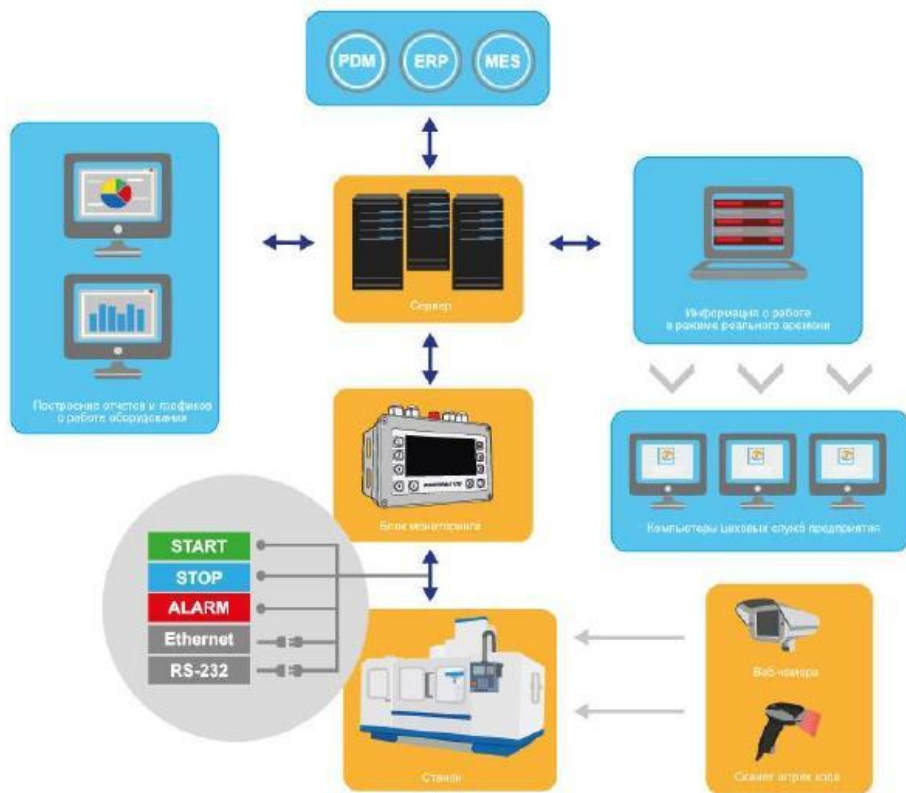 PDM
ERP
MES
Сервер
Информация о работе
в режиме реального времени
Построение отчетов и графиков
о работе оборудования
Блок мониторинга
Компьютеры цеховых служб предприятия
START
STOP
ALARM
Ethernet
RS-232
Веб-камера
Станок
Сканер штрих кода